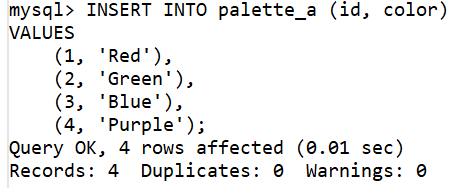 mysql> INSERT INTO palette_a (id, color)
VALUES
    (1, 'Red'),
    (2, 'Green'),
    (3, 'Blue'),
    (4, 'Purple');
Query OK, 4 rows affected (0.01 sec)
Records: 4  Duplicates: 0  Warnings: 0